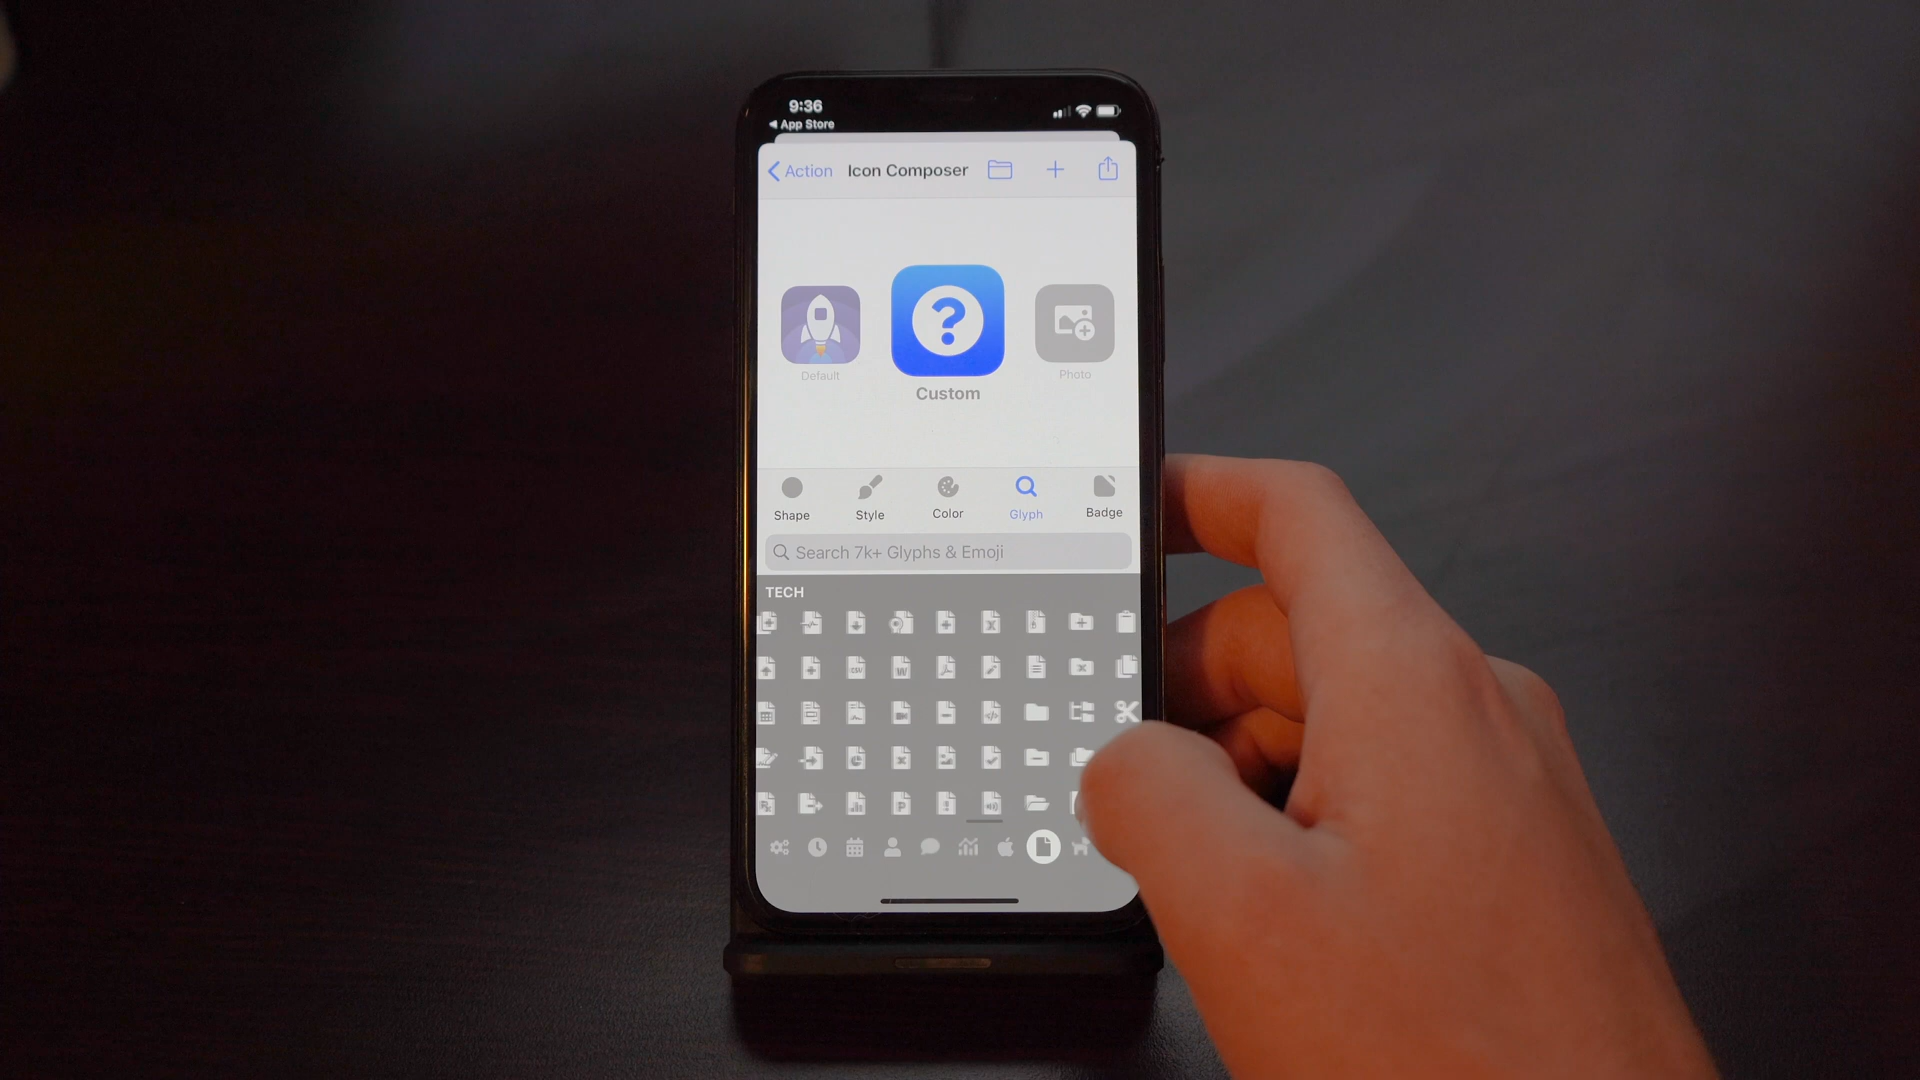 9:36
App Store
Action Icon Composer
?
Default Custom Photo
Shape Style Color Glyph Badge
Search 7k+ Glyphs & Emoji
TECH
CSV W
P